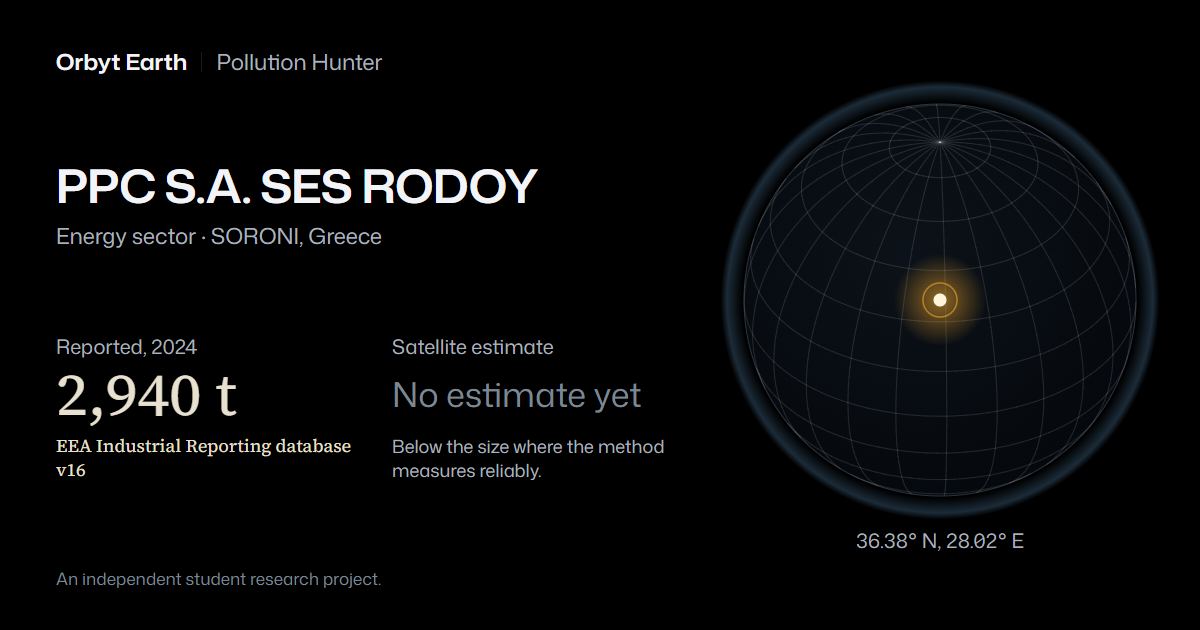 Orbyt Earth | Pollution Hunter
PPC S.A. SES RODOY
Energy sector · SORONI, Greece
Reported, 2024
2,940 t
EEA Industrial Reporting database
v16
Satellite estimate
No estimate yet
Below the size where the method
measures reliably.
36.38° N, 28.02° E
An independent student research project.